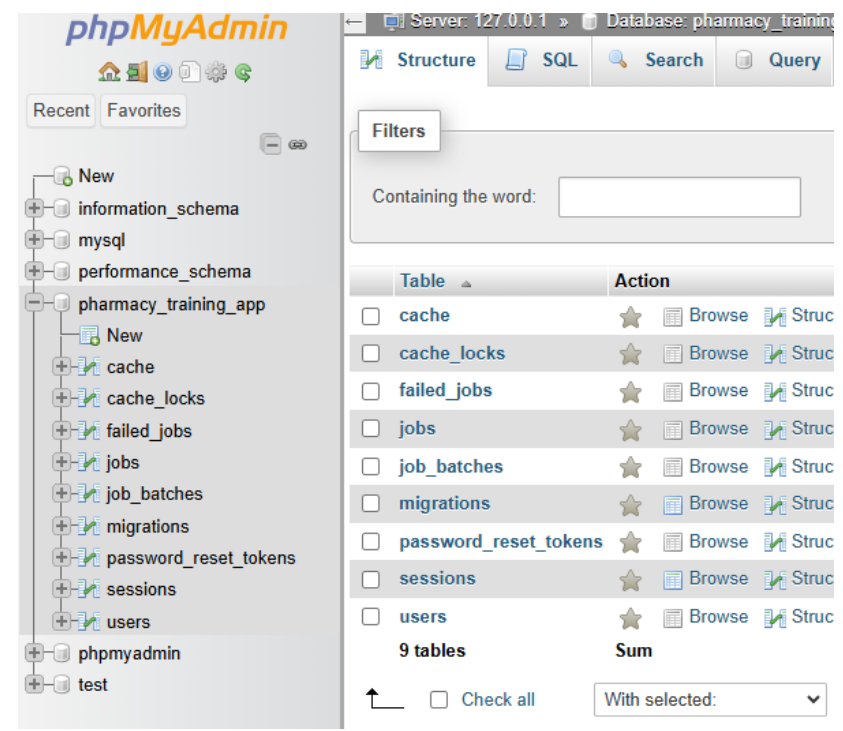 phpMyAdmin
Recent Favorites
New
information_schema
mysql
performance_schema
pharmacy_training_app
New
cache
cache_locks
failed_jobs
jobs
job_batches
migrations
password_reset_tokens
sessions
users
phpmyadmin
test
Server: 127.0.0.1 » Database: pharmacy_training
Structure SQL Search Query
Filters
Containing the word:
Table Action
cache Browse Struc
cache_locks Browse Struc
failed_jobs Browse Struc
jobs Browse Struc
job_batches Browse Struc
migrations Browse Struc
password_reset_tokens Browse Struc
sessions Browse Struc
users Browse Struc
9 tables Sum
Check all With selected: